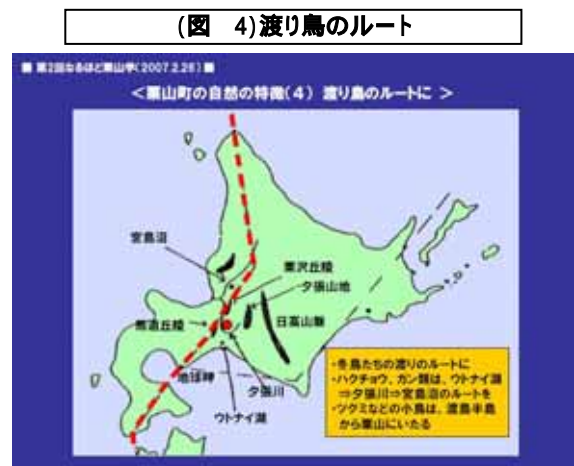 (図　4)渡り鳥のルート
■ 第2回なるほど栗山学(2007.2.28)■
＜栗山町の自然の特徴(4)　渡り鳥のルートに ＞
宮島沼
栗沢丘陵
夕張山地
馬追丘陵
日高山脈
地球岬
夕張川
ウトナイ湖
・冬鳥たちの渡りのルートに
・ハクチョウ、ガン類は、ウトナイ湖
⇒夕張川⇒宮島沼のルートを
・ツグミなどの小鳥は、渡島半島
から栗山にいたる